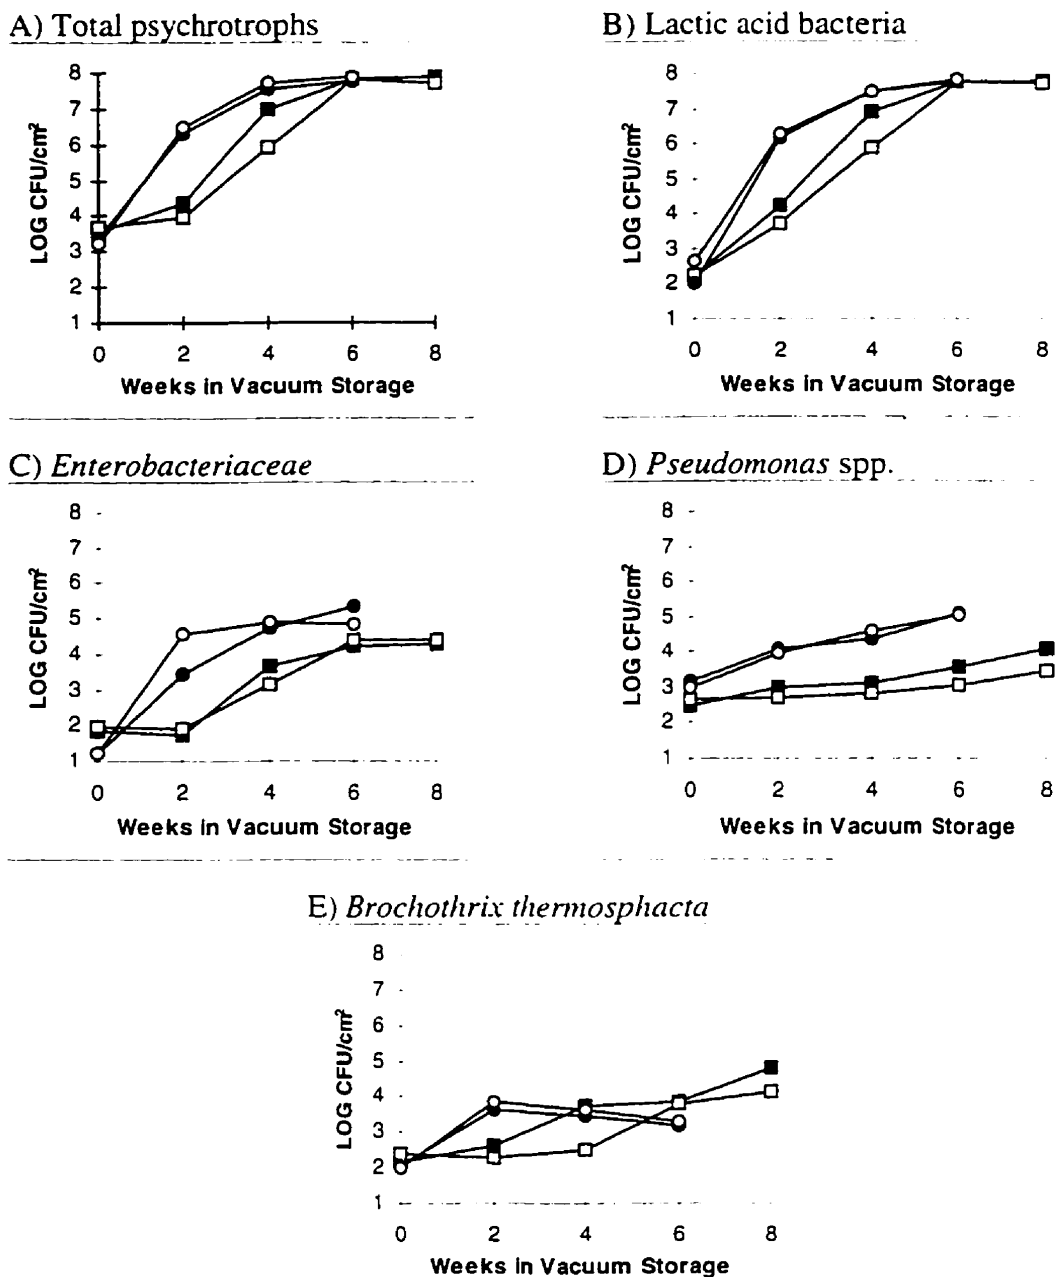 A) Total psychrotrophs
8
7
6
5
4
3
2
1
LOG CFU/cm²
0 2 4 6 8
Weeks in Vacuum Storage
B) Lactic acid bacteria
8
7
6
5
4
3
2
1
LOG CFU/cm²
0 2 4 6 8
Weeks in Vacuum Storage
C) Enterobacteriaceae
8
7
6
5
4
3
2
1
LOG CFU/cm²
0 2 4 6 8
Weeks in Vacuum Storage
D) Pseudomonas spp.
8
7
6
5
4
3
2
1
LOG CFU/cm²
0 2 4 6 8
Weeks in Vacuum Storage
E) Brochothrix thermosphacta
8
7
6
5
4
3
2
1
LOG CFU/cm²
0 2 4 6 8
Weeks in Vacuum Storage